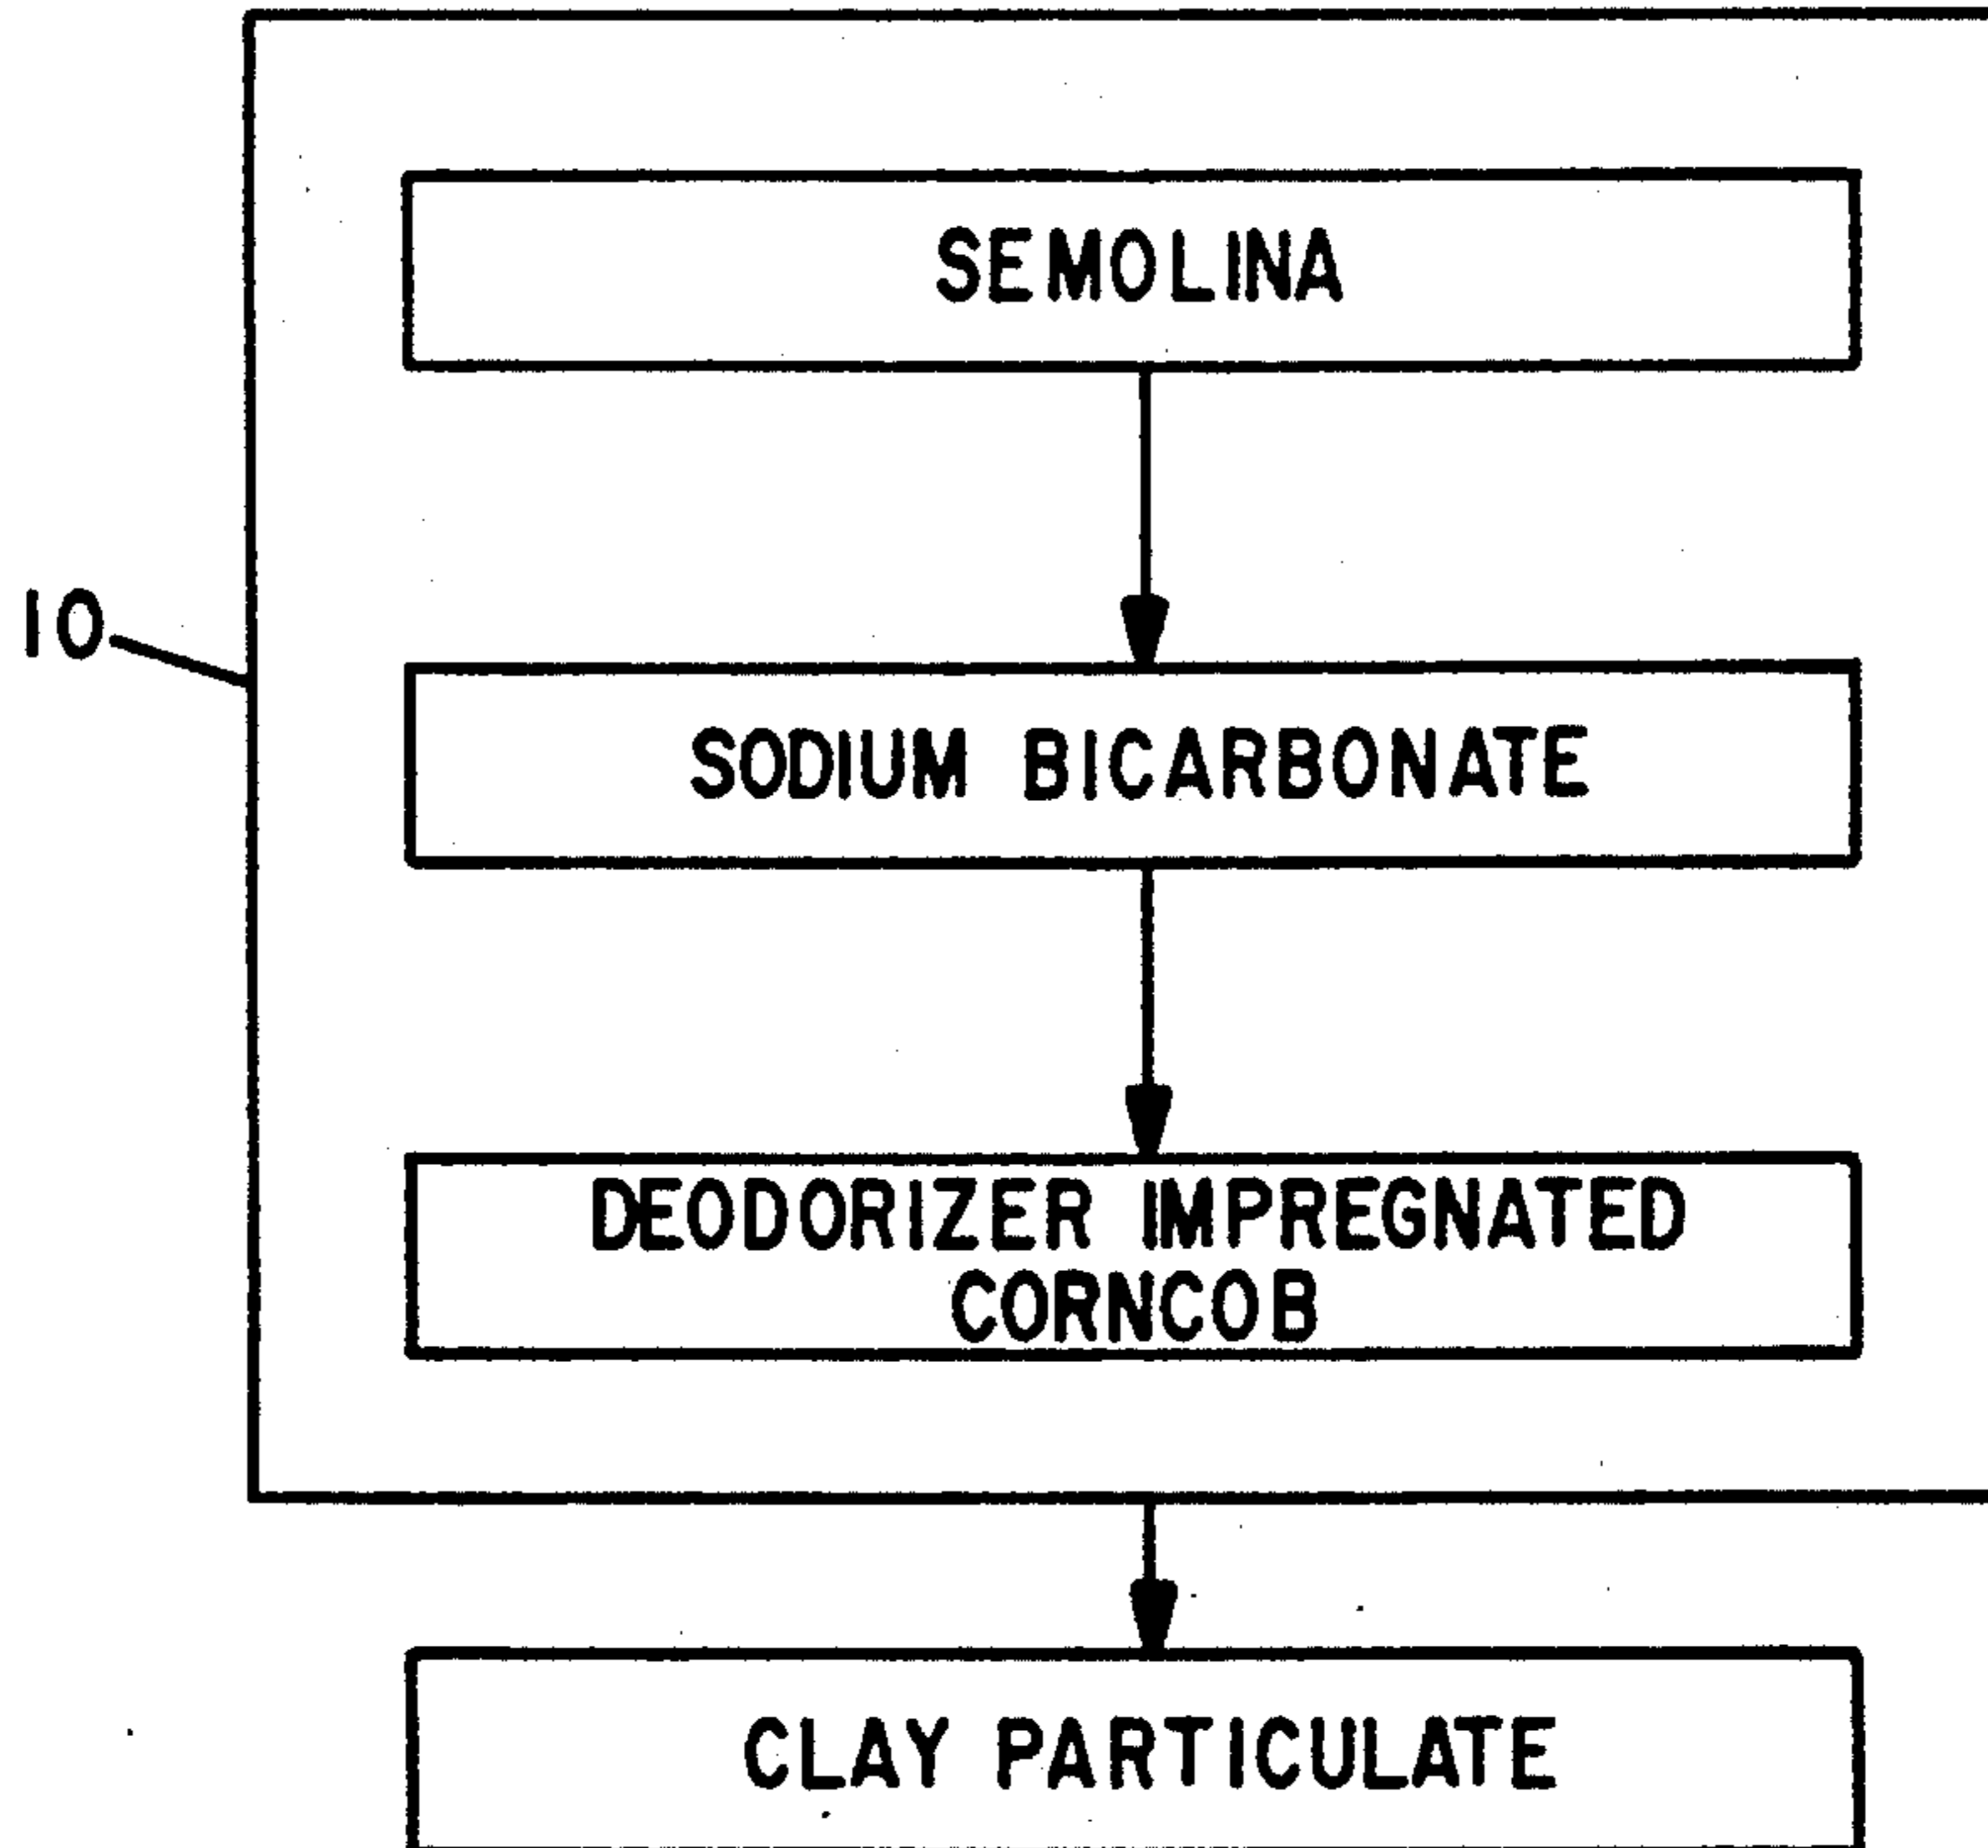 SEMOLINA
10
SODIUM BICARBONATE
DEODORIZER IMPREGNATED
CORNCOB
CLAY PARTICULATE